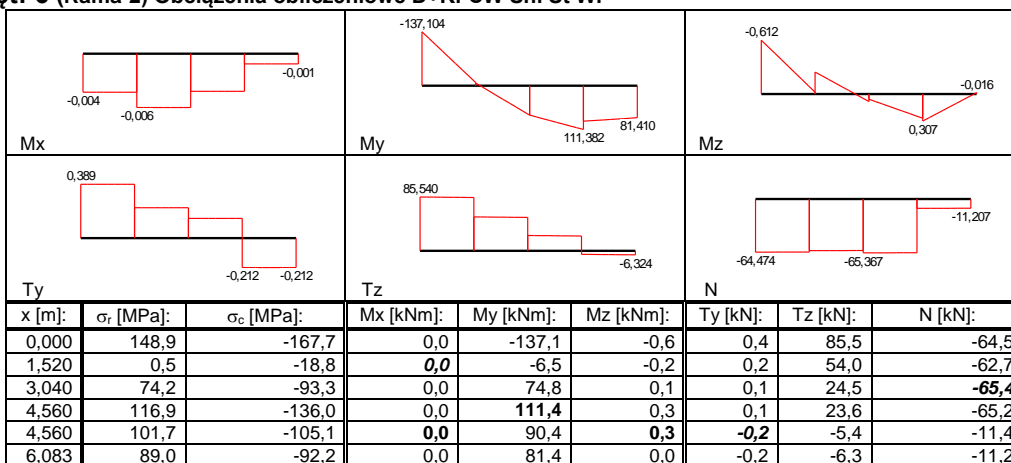 (Rama 2) Obciążenia obliczeniowe
-0,004
-0,006
-0,001
Mx
-137,104
111,382
81,410
My
-0,612
0,307
-0,016
Mz
0,389
-0,212
-0,212
Ty
85,540
-6,324
Tz
-64,474
-65,367
-11,207
N
x [m]: σr [MPa]: σc [MPa]: Mx [kNm]: My [kNm]: Mz [kNm]: Ty [kN]: Tz [kN]: N [kN]:
0,000 148,9 -167,7 0,0 -137,1 -0,6 0,4 85,5 -64,5
1,520 0,5 -18,8 0,0 -6,5 -0,2 0,2 54,0 -62,7
3,040 74,2 -93,3 0,0 74,8 0,1 0,1 24,5 -65,4
4,560 116,9 -136,0 0,0 111,4 0,3 0,1 23,6 -65,2
4,560 101,7 -105,1 0,0 90,4 0,3 -0,2 -5,4 -11,4
6,083 89,0 -92,2 0,0 81,4 0,0 -0,2 -6,3 -11,2